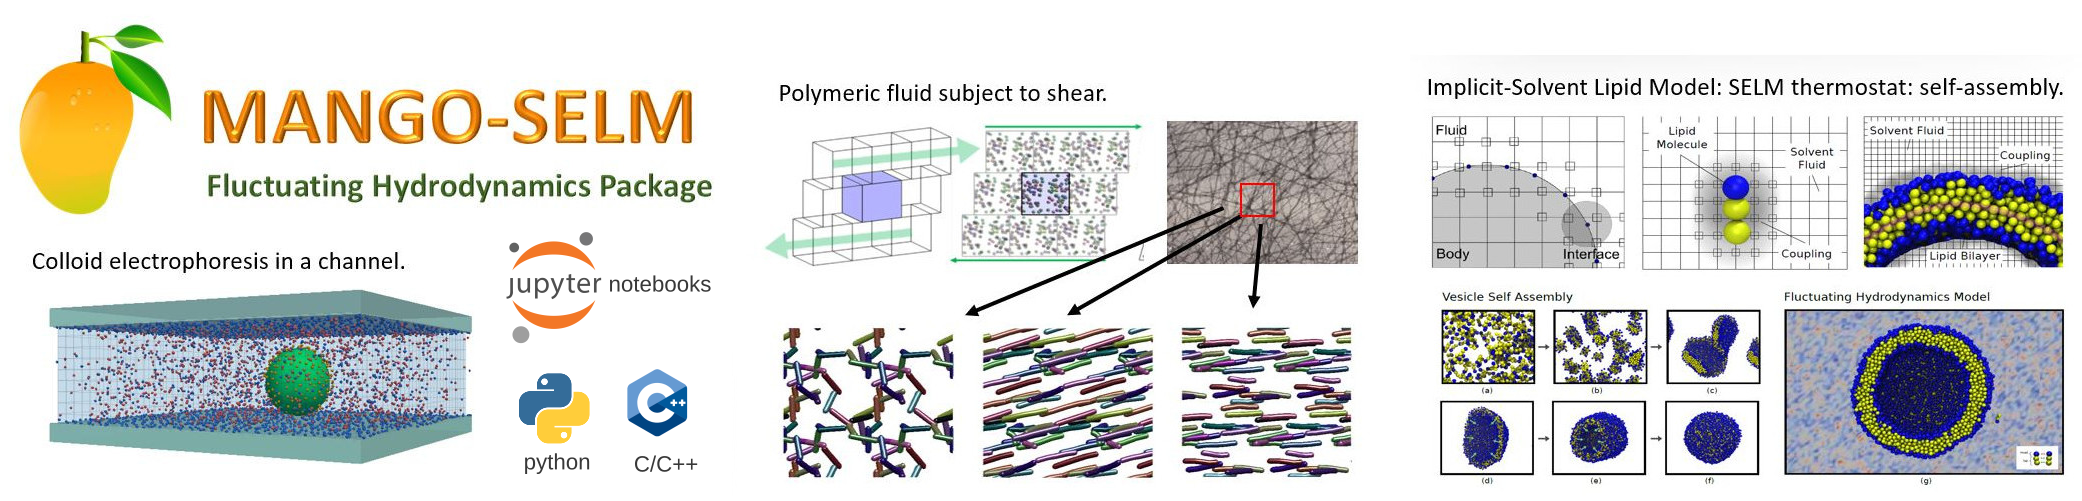 MANGO-SELM
Fluctuating Hydrodynamics Package
Colloid electrophoresis in a channel.
jupyter notebooks
python
C++
C/C++
Polymeric fluid subject to shear.
Implicit-Solvent Lipid Model: SELM thermostat: self-assembly.
Fluid
Body
Interface
Lipid
Molecule
Solvent
Fluid
Coupling
Solvent Fluid
Coupling
Lipid Bilayer
Vesicle Self Assembly
(a)
(b)
(c)
(d)
(e)
(f)
Fluctuating Hydrodynamics Model
(g)